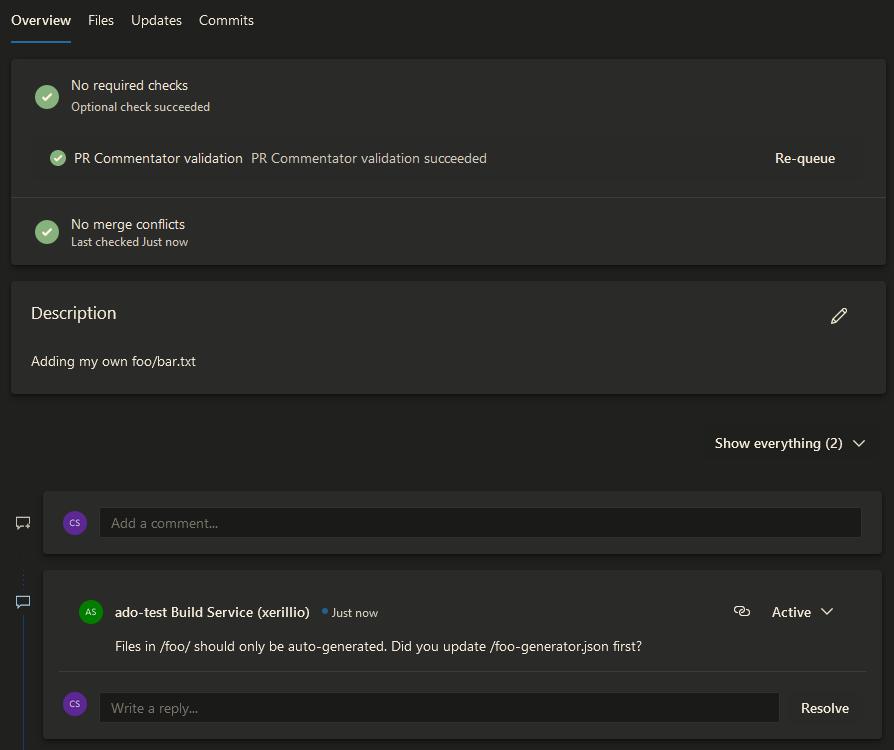 Overview Files Updates Commits
No required checks
Optional check succeeded
PR Commentator validation PR Commentator validation succeeded Re-queue
No merge conflicts
Last checked Just now
Description
Adding my own foo/bar.txt
Show everything (2)
CS Add a comment...
AS ado-test Build Service (xerillio) Just now Active
Files in /foo/ should only be auto-generated. Did you update /foo-generator.json first?
CS Write a reply... Resolve